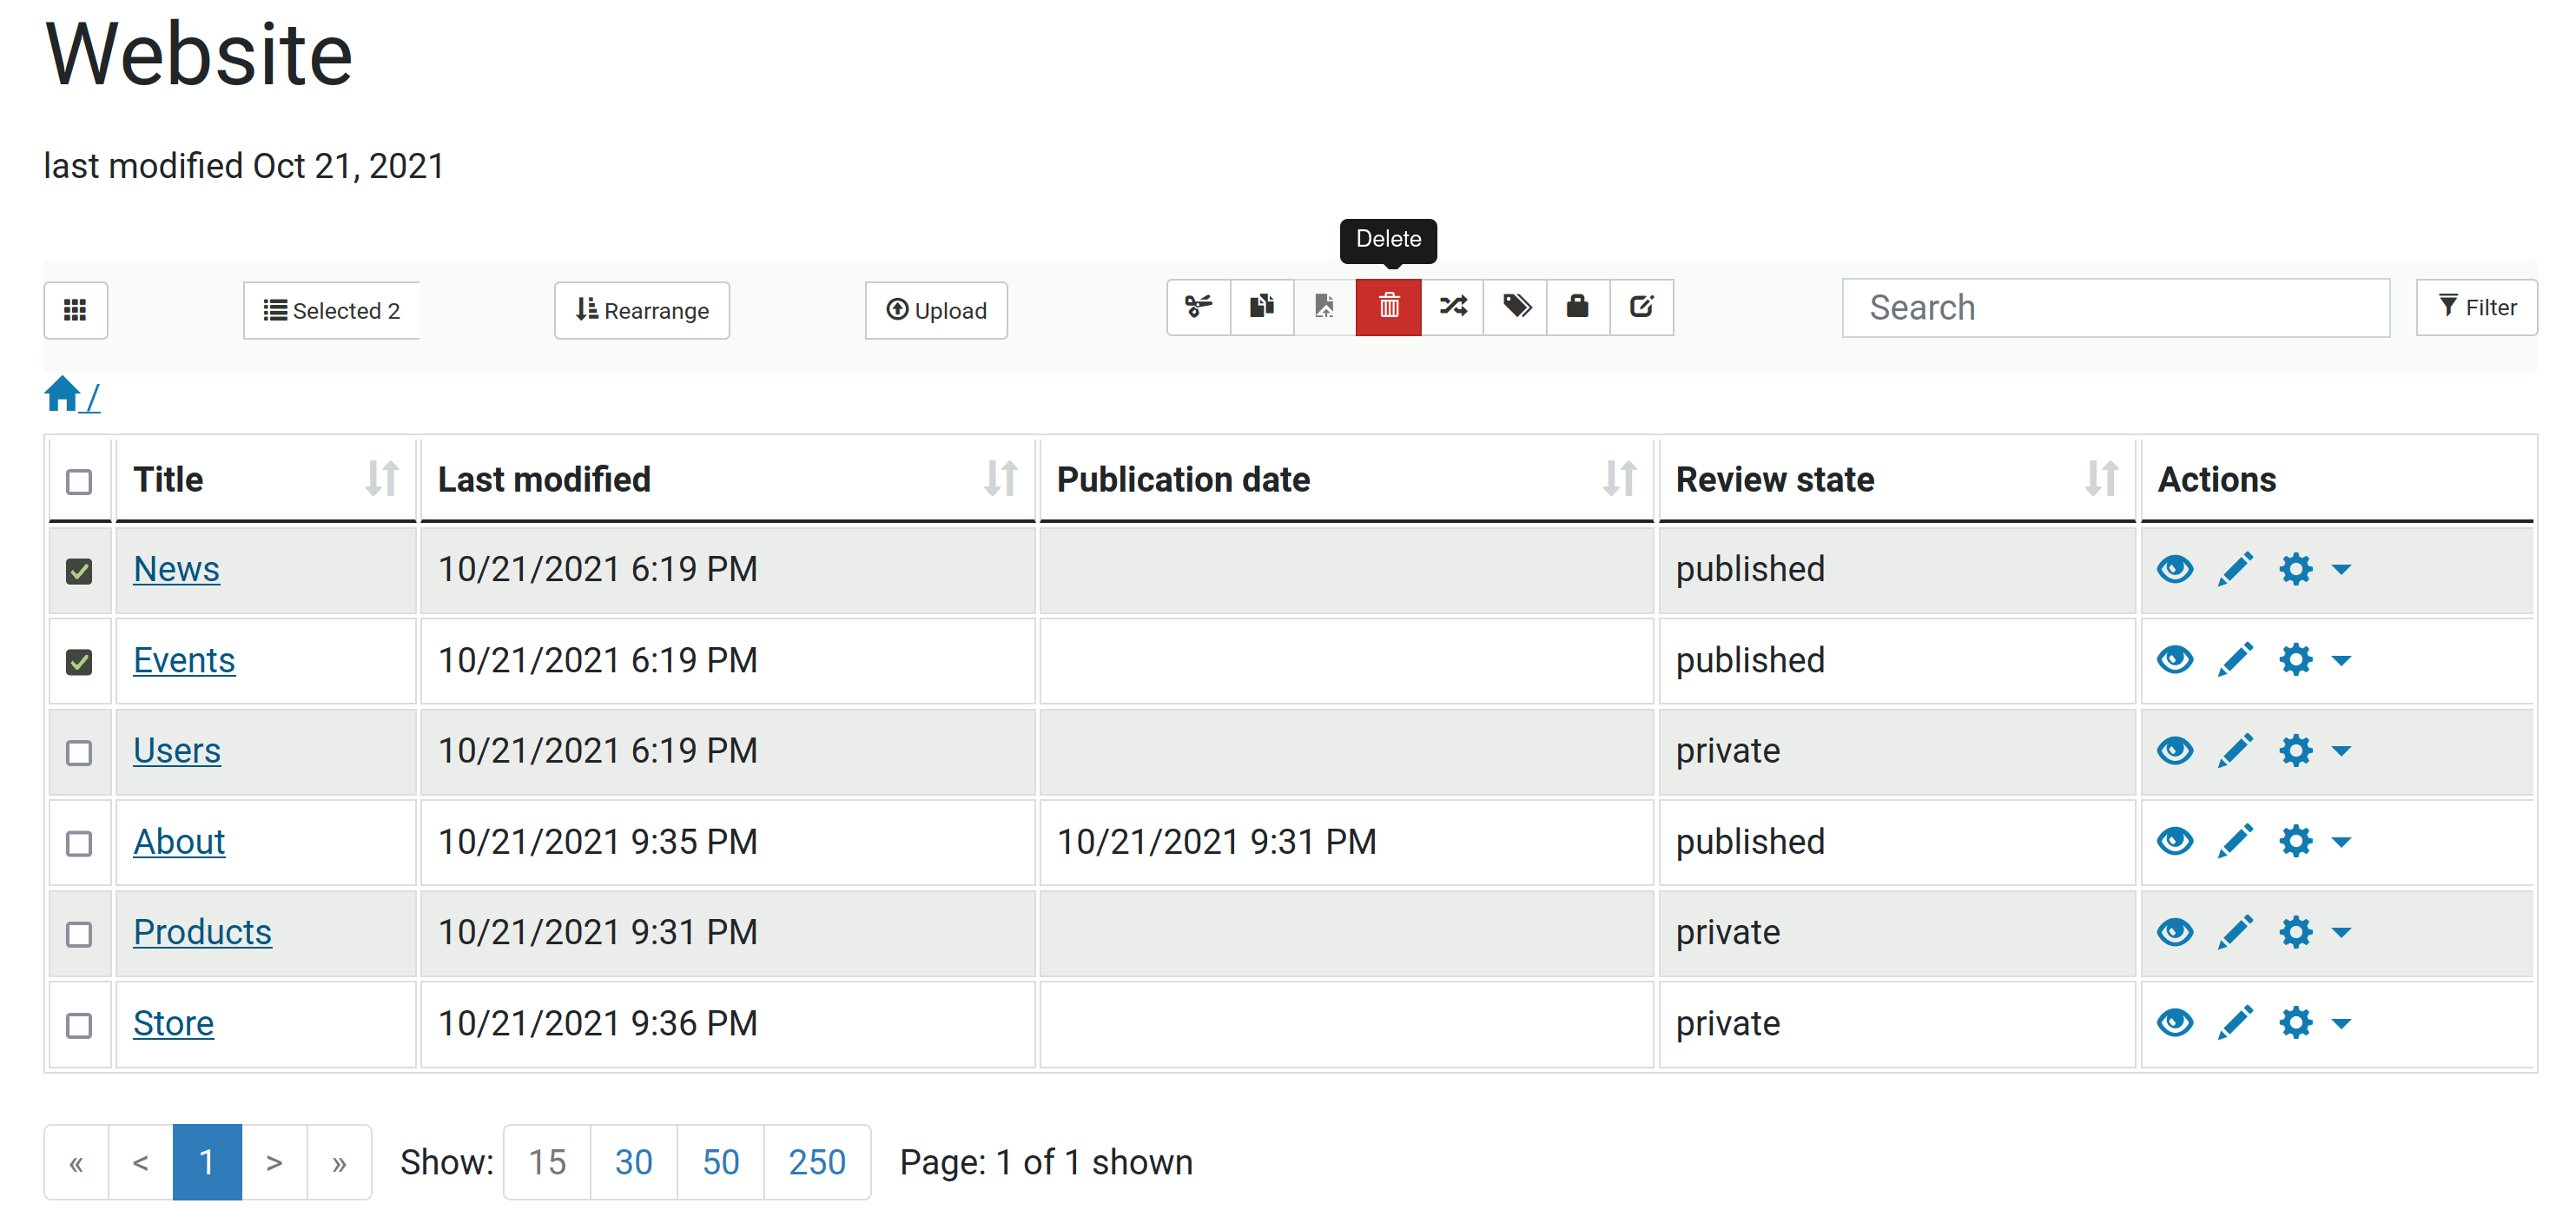 Website
last modified Oct 21, 2021
Delete
Selected 2
Rearrange
Upload
Search
Filter
/
Title Last modified Publication date Review state Actions
News 10/21/2021 6:19 PM published
Events 10/21/2021 6:19 PM published
Users 10/21/2021 6:19 PM private
About 10/21/2021 9:35 PM 10/21/2021 9:31 PM published
Products 10/21/2021 9:31 PM private
Store 10/21/2021 9:36 PM private
« < 1 > » Show: 15 30 50 250 Page: 1 of 1 shown